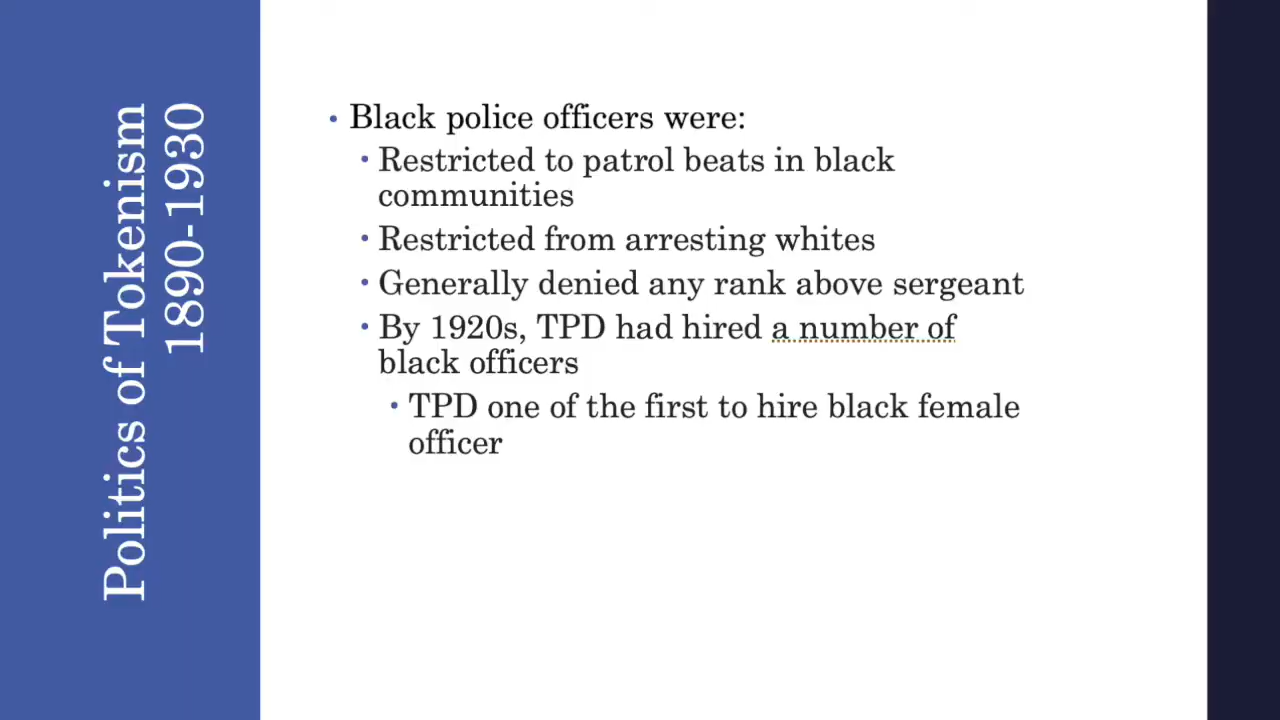 Politics of Tokenism
1890-1930
• Black police officers were:
• Restricted to patrol beats in black
communities
• Restricted from arresting whites
• Generally denied any rank above sergeant
• By 1920s, TPD had hired a number of
black officers
• TPD one of the first to hire black female
officer